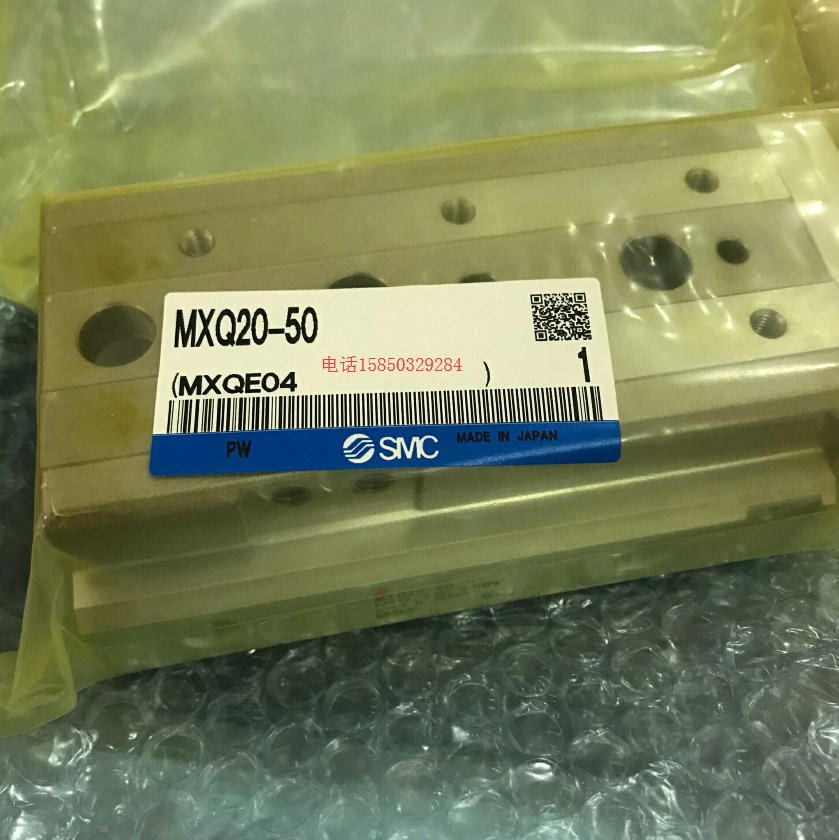 MXQ20-50
电话15850329284
1
(MXQE04 )
PW SMC MADE IN JAPAN